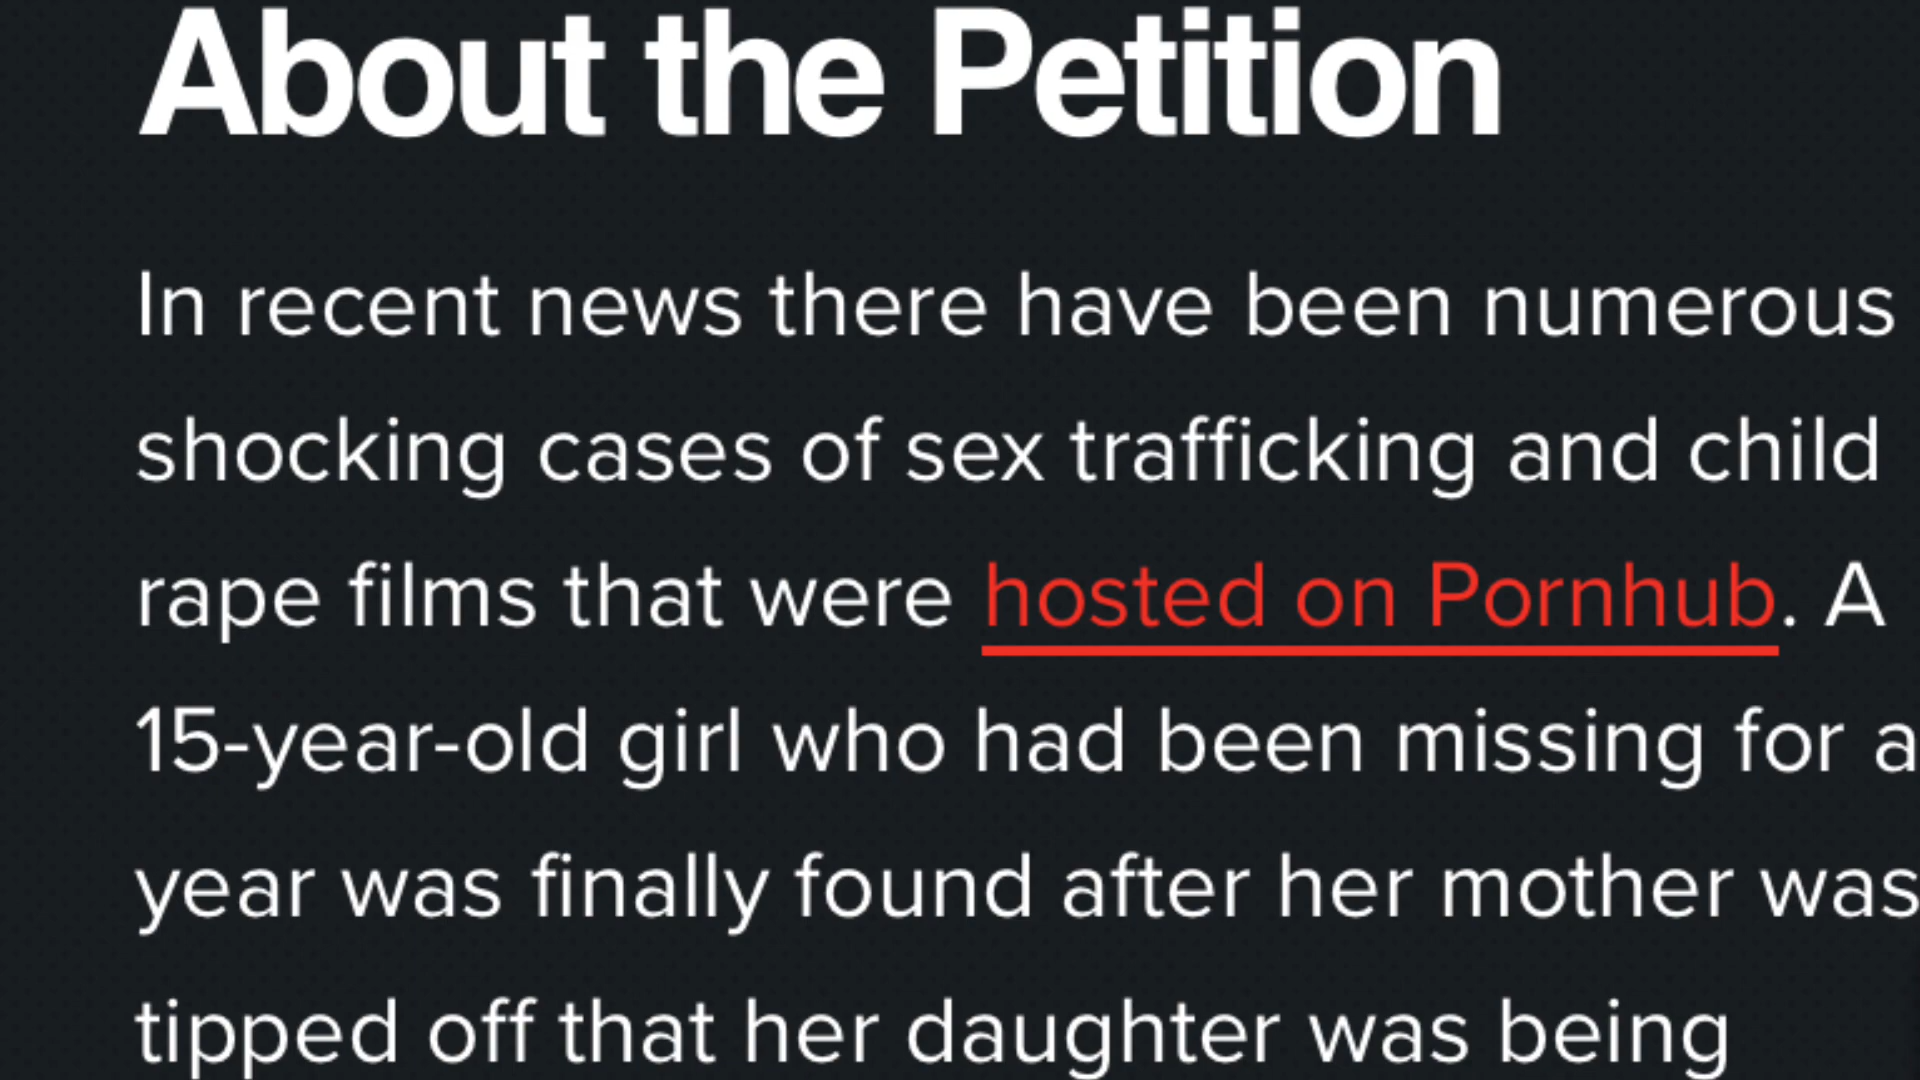 About the Petition
In recent news there have been numerous
shocking cases of sex trafficking and child
rape films that were hosted on Pornhub. A
15-year-old girl who had been missing for a
year was finally found after her mother was
tipped off that her daughter was being